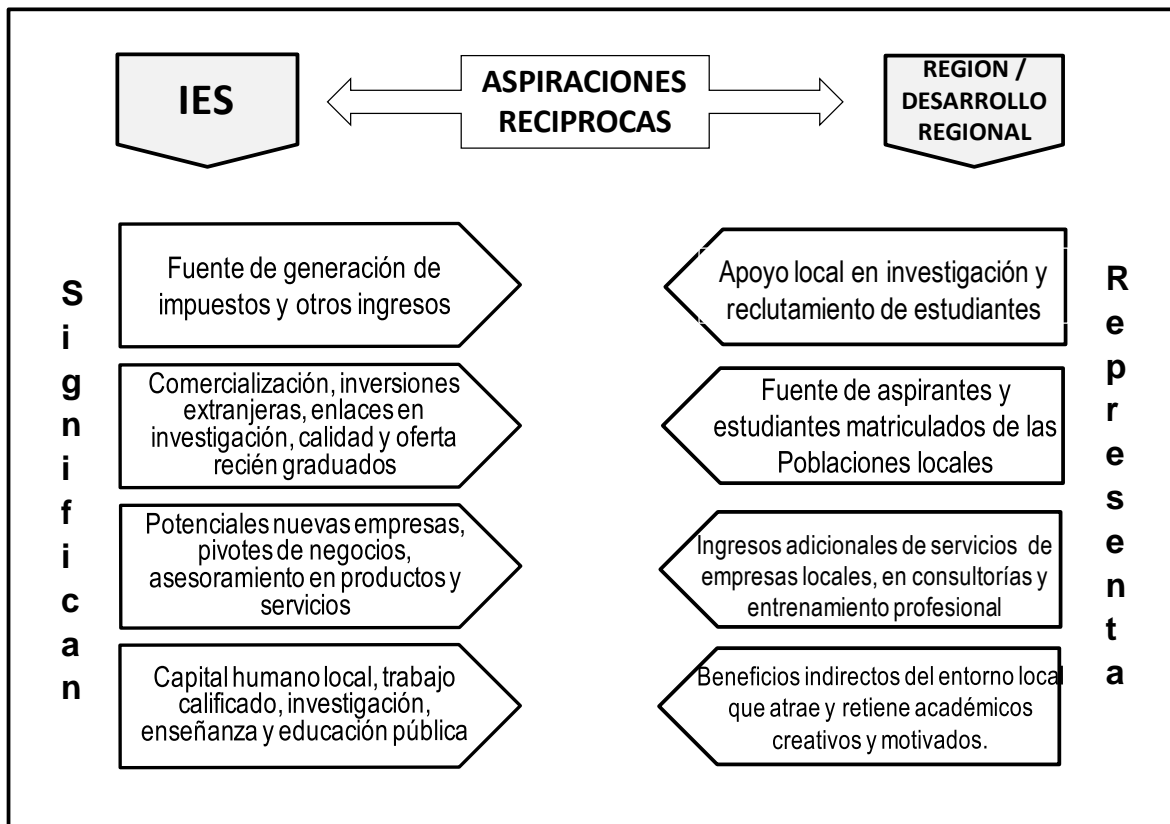 IES
ASPIRACIONES
RECIPROCAS
REGION /
DESARROLLO
REGIONAL
Significan
Fuente de generación de
impuestos y otros ingresos
Comercialización, inversiones
extranjeras, enlaces en
investigación, calidad y oferta
recién graduados
Potenciales nuevas empresas,
pivotes de negocios,
asesoramiento en productos y
servicios
Capital humano local, trabajo
calificado, investigación,
enseñanza y educación pública
Apoyo local en investigación y
reclutamiento de estudiantes
Fuente de aspirantes y
estudiantes matriculados de las
Poblaciones locales
Ingresos adicionales de servicios de
empresas locales, en consultorías y
entrenamiento profesional
Beneficios indirectos del entorno local
que atrae y retiene académicos
creativos y motivados.
Representa